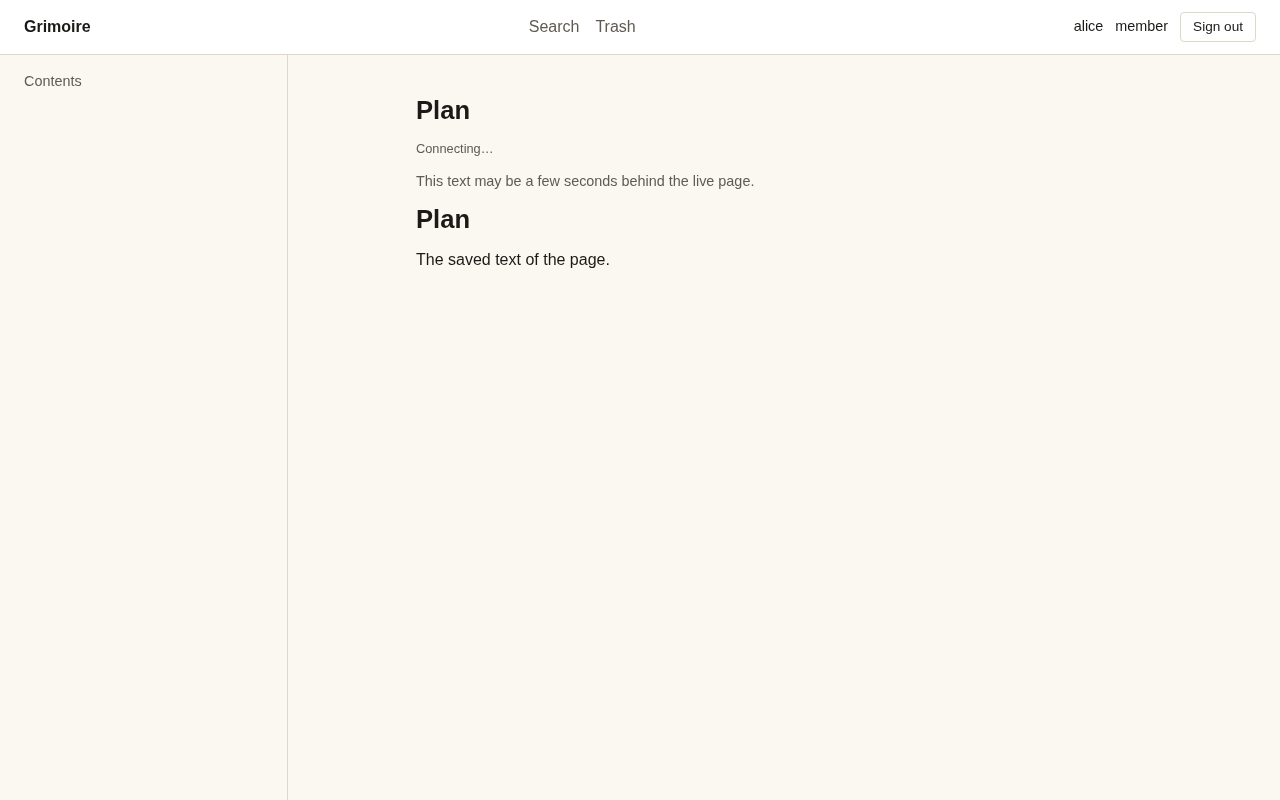 Grimoire
Search Trash
alice member Sign out
Contents
Plan
Connecting…
This text may be a few seconds behind the live page.
Plan
The saved text of the page.